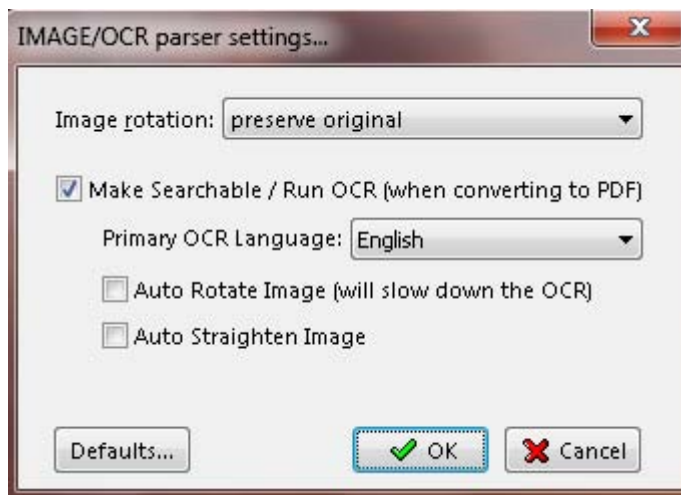 IMAGE/OCR parser settings...
Image rotation: preserve original
Make Searchable / Run OCR (when converting to PDF)
Primary OCR Language: English
Auto Rotate Image (will slow down the OCR)
Auto Straighten Image
Defaults... OK Cancel